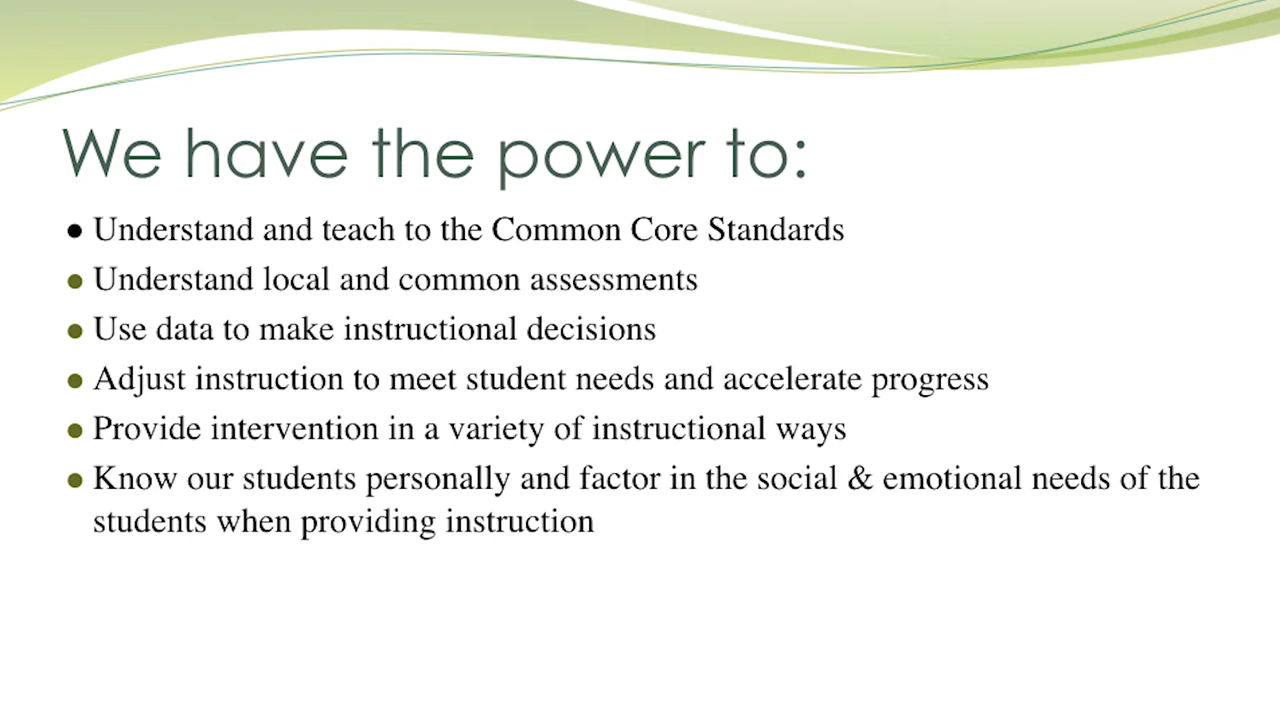 We have the power to:
● Understand and teach to the Common Core Standards
● Understand local and common assessments
● Use data to make instructional decisions
● Adjust instruction to meet student needs and accelerate progress
● Provide intervention in a variety of instructional ways
● Know our students personally and factor in the social & emotional needs of the
students when providing instruction